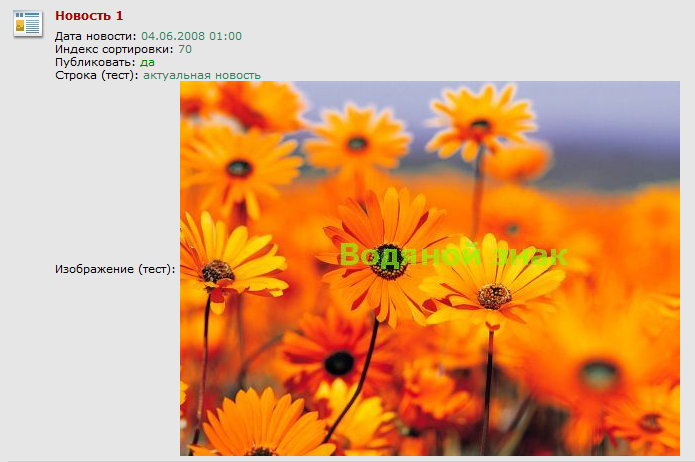 Новость 1
Дата новости: 04.06.2008 01:00
Индекс сортировки: 70
Публиковать: да
Строка (тест): актуальная новость
Изображение (тест):
Водяной знак